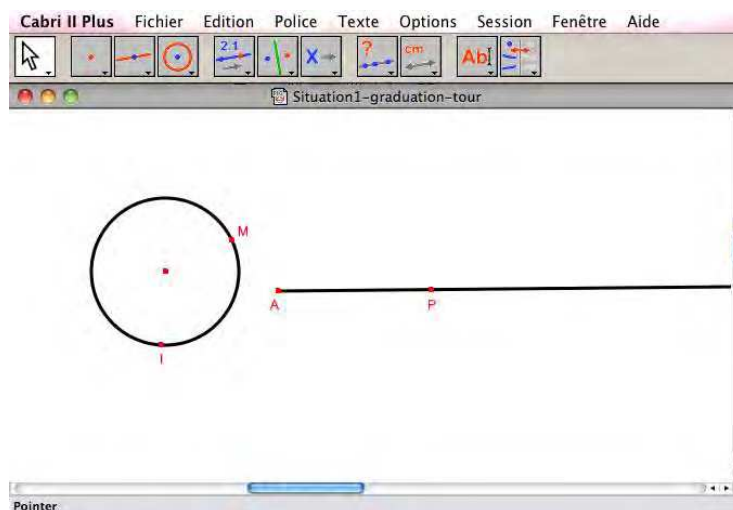 Cabri II Plus Fichier Edition Police Texte Options Session Fenêtre Aide
2.1 X ? cm Ab
Situation1-graduation-tour
M
A P
I
Pointer